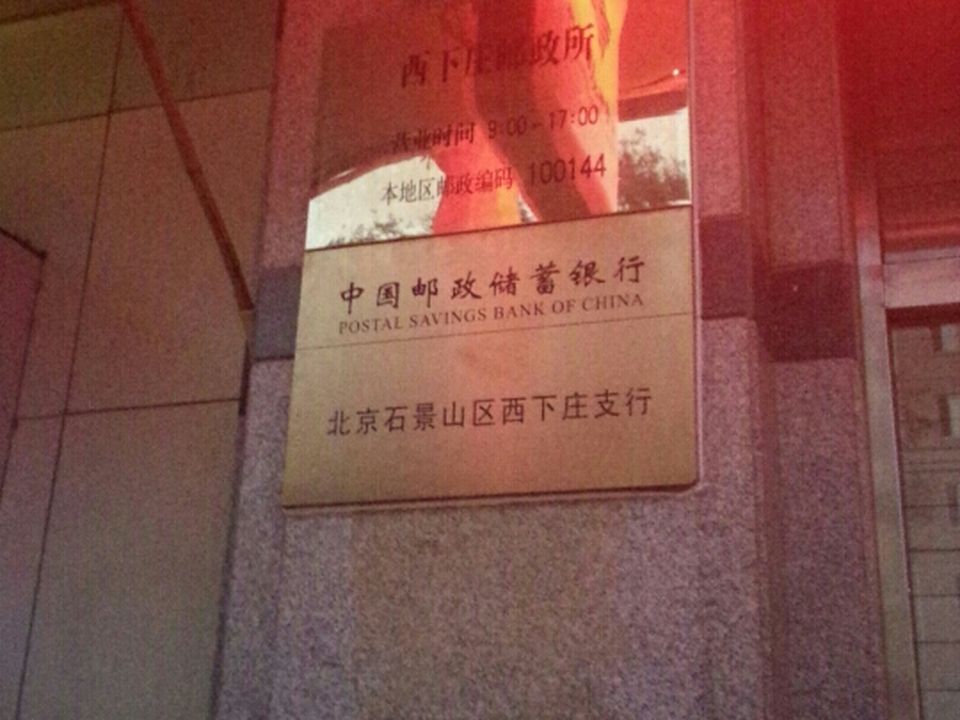 西下庄邮政所
营业时间 9:00-17:00
本地区邮政编码 100144
中国邮政储蓄银行
POSTAL SAVINGS BANK OF CHINA
北京石景山区西下庄支行